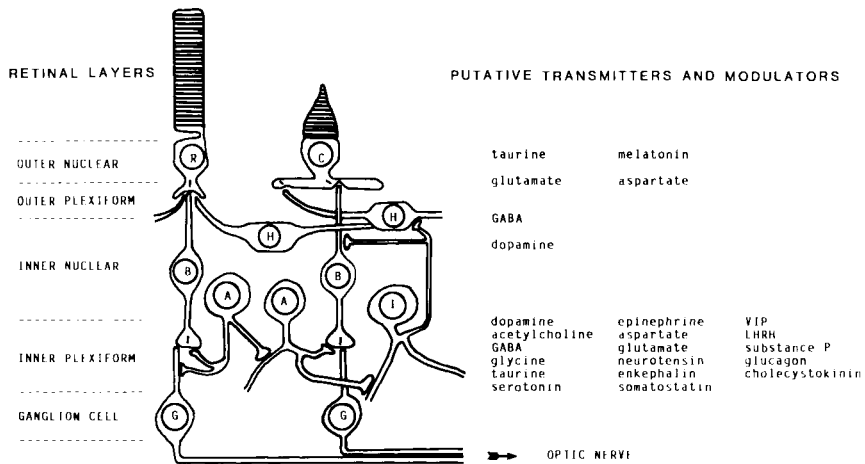 RETINAL LAYERS
PUTATIVE TRANSMITTERS AND MODULATORS
OUTER NUCLEAR
R
C
taurine melatonin
glutamate aspartate
OUTER PLEXIFORM
H
H
GABA
dopamine
INNER NUCLEAR
B
A
A
B
I
INNER PLEXIFORM
dopamine epinephrine VIP
acetylcholine aspartate LHRH
GABA glutamate substance P
glycine neurotensin glucagon
taurine enkephalin cholecystokinin
serotonin somatostatin
GANGLION CELL
G
G
OPTIC NERVE